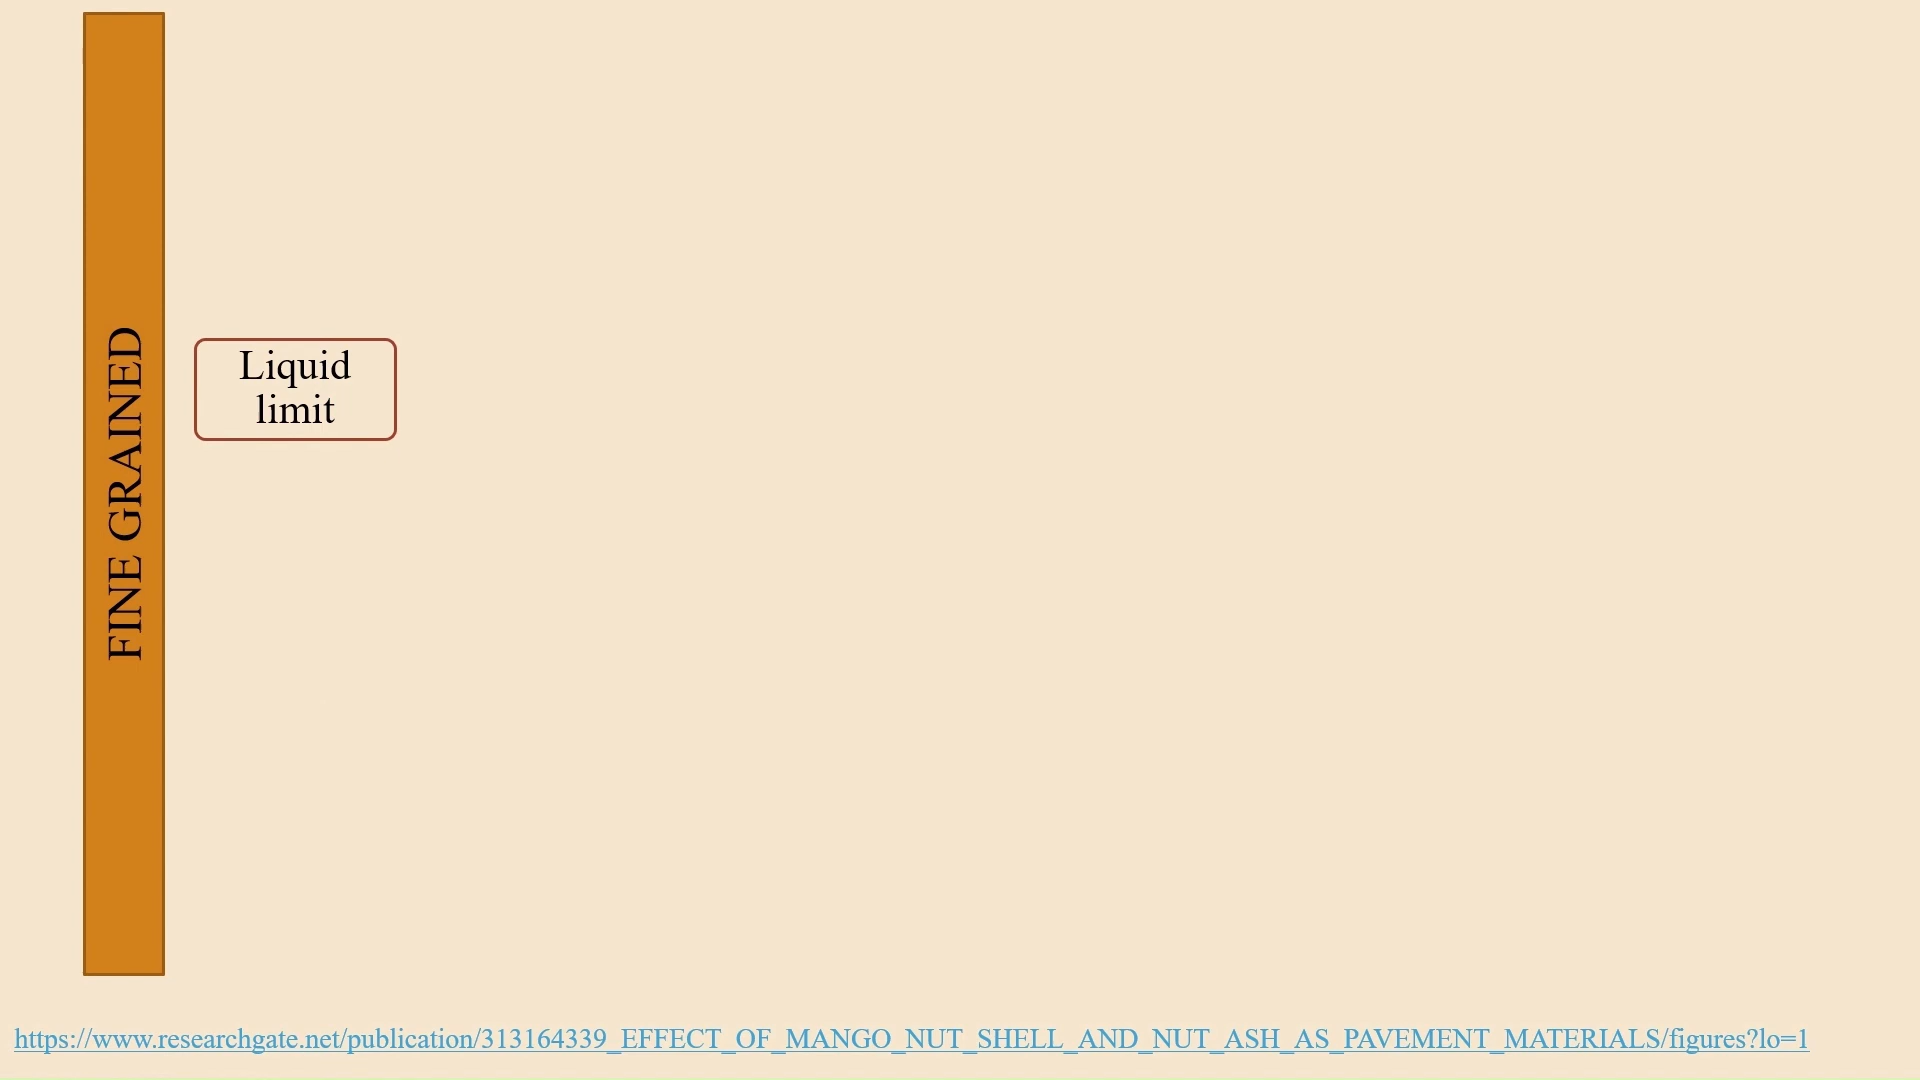 FINE GRAINED
Liquid
limit
https://www.researchgate.net/publication/313164339_EFFECT_OF_MANGO_NUT_SHELL_AND_NUT_ASH_AS_PAVEMENT_MATERIALS/figures?lo=1